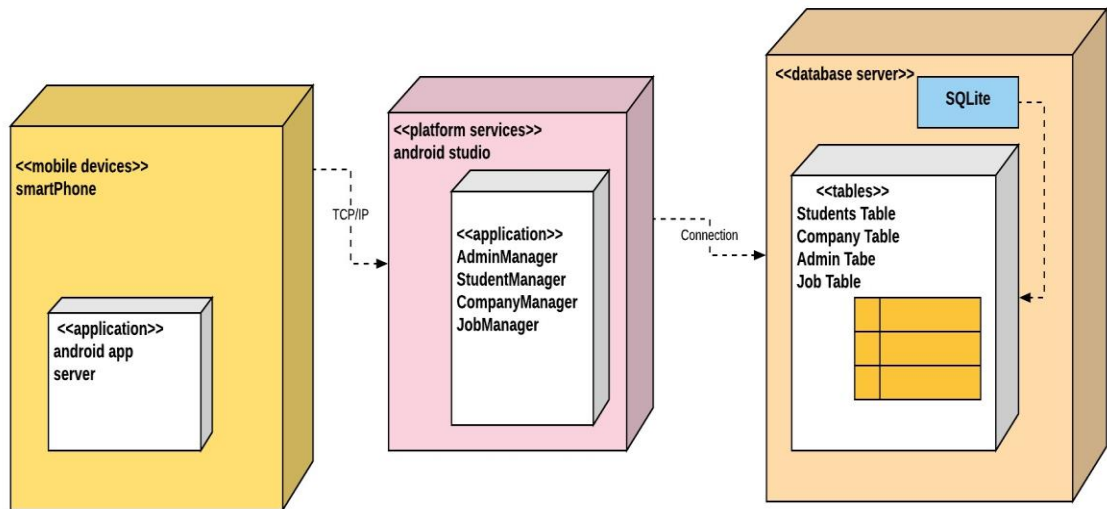 <<mobile devices>>
smartPhone
<<application>>
android app
server
TCP/IP
<<platform services>>
android studio
<<application>>
AdminManager
StudentManager
CompanyManager
JobManager
Connection
<<database server>>
SQLite
<<tables>>
Students Table
Company Table
Admin Tabe
Job Table